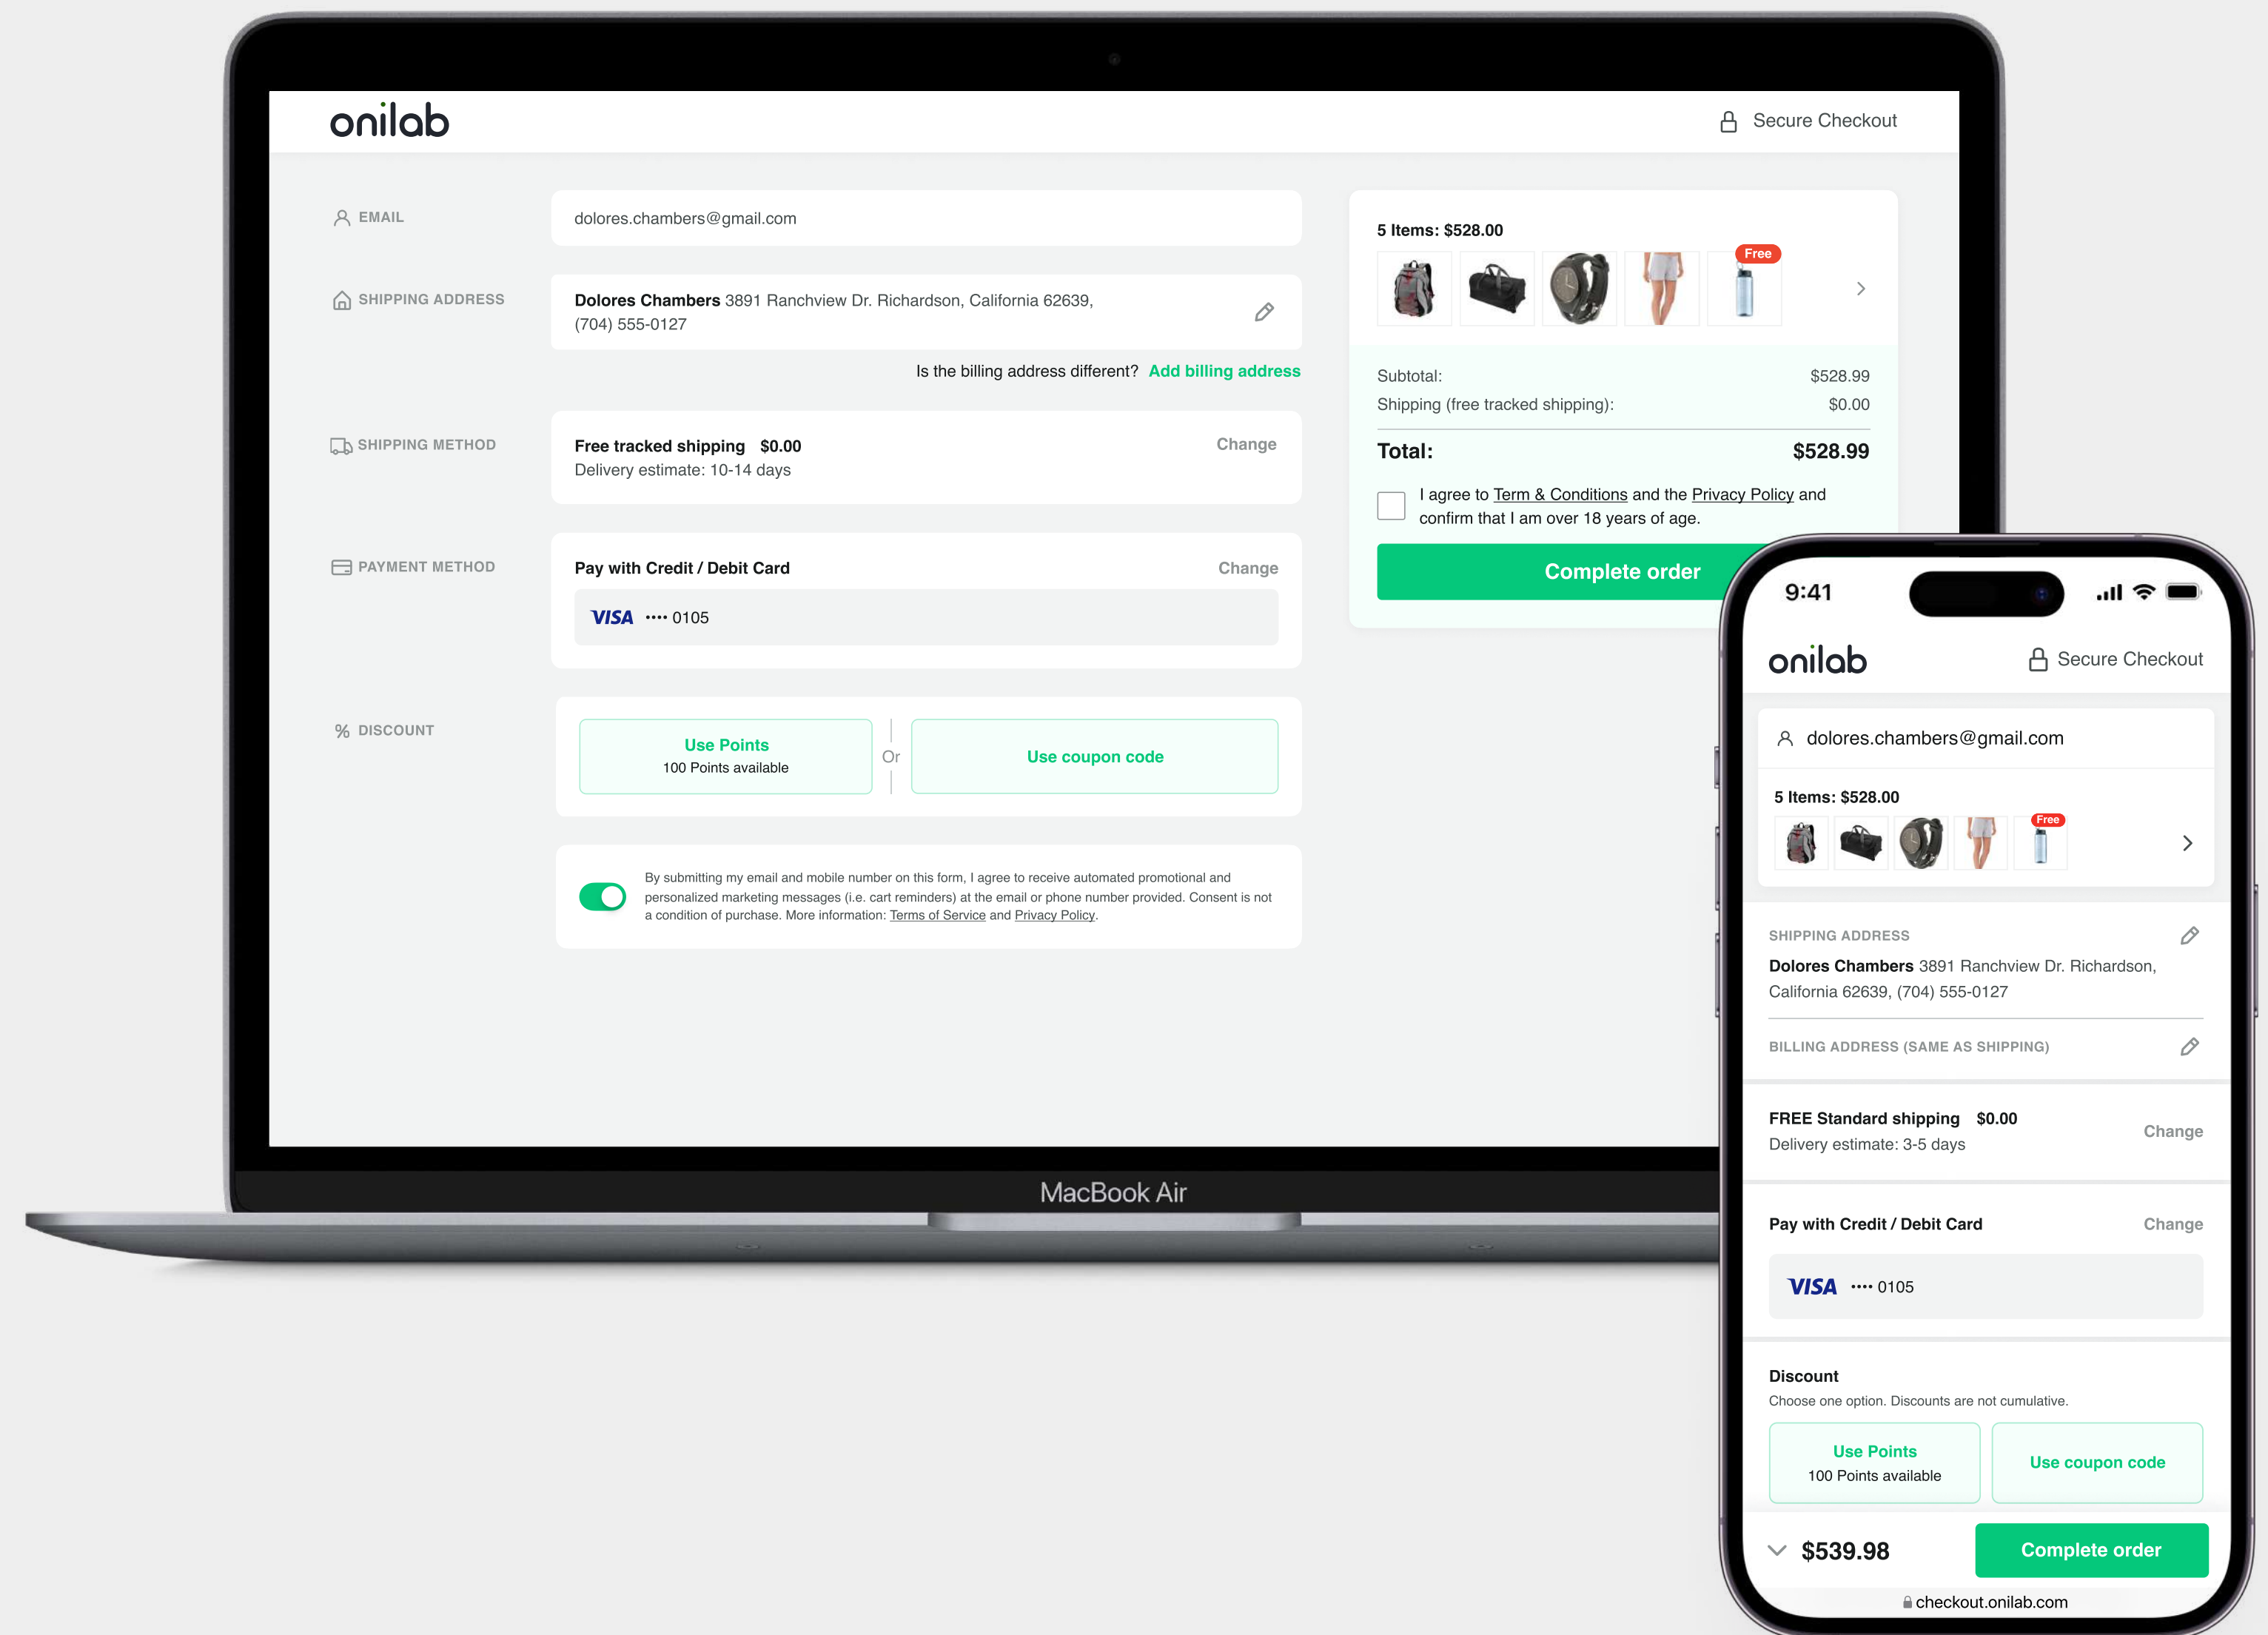 onilab
Secure Checkout
EMAIL
dolores.chambers@gmail.com
SHIPPING ADDRESS
Dolores Chambers 3891 Ranchview Dr. Richardson, California 62639,
(704) 555-0127
Is the billing address different? Add billing address
SHIPPING METHOD
Free tracked shipping $0.00
Change
Delivery estimate: 10-14 days
PAYMENT METHOD
Pay with Credit / Debit Card
Change
VISA •••• 0105
% DISCOUNT
Use Points
100 Points available
Or
Use coupon code
By submitting my email and mobile number on this form, I agree to receive automated promotional and
personalized marketing messages (i.e. cart reminders) at the email or phone number provided. Consent is not
a condition of purchase. More information: Terms of Service and Privacy Policy.
5 Items: $528.00
Free
Subtotal: $528.99
Shipping (free tracked shipping): $0.00
Total: $528.99
I agree to Term & Conditions and the Privacy Policy and
confirm that I am over 18 years of age.
Complete order
MacBook Air
9:41
onilab
Secure Checkout
dolores.chambers@gmail.com
5 Items: $528.00
Free
SHIPPING ADDRESS
Dolores Chambers 3891 Ranchview Dr. Richardson,
California 62639, (704) 555-0127
BILLING ADDRESS (SAME AS SHIPPING)
FREE Standard shipping $0.00
Change
Delivery estimate: 3-5 days
Pay with Credit / Debit Card
Change
VISA •••• 0105
Discount
Choose one option. Discounts are not cumulative.
Use Points
100 Points available
Use coupon code
$539.98
Complete order
checkout.onilab.com